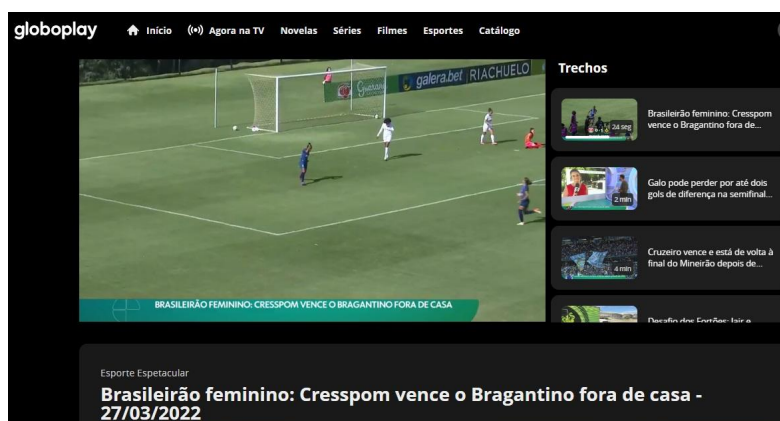 globoplay
Início
Agora na TV
Novelas
Séries
Filmes
Esportes
Catálogo
Guaraná
galera.bet
RIACHUELO
BRASILEIRÃO FEMININO: CRESSPOM VENCE O BRAGANTINO FORA DE CASA
Trechos
24 seg
Brasileirão feminino: Cresspom
vence o Bragantino fora de...
2 min
Galo pode perder por até dois
gols de diferença na semifinal...
4 min
Cruzeiro vence e está de volta à
final do Mineirão depois de...
Desafio dos Fortões: Jair e
Esporte Espetacular
Brasileirão feminino: Cresspom vence o Bragantino fora de casa -
27/03/2022